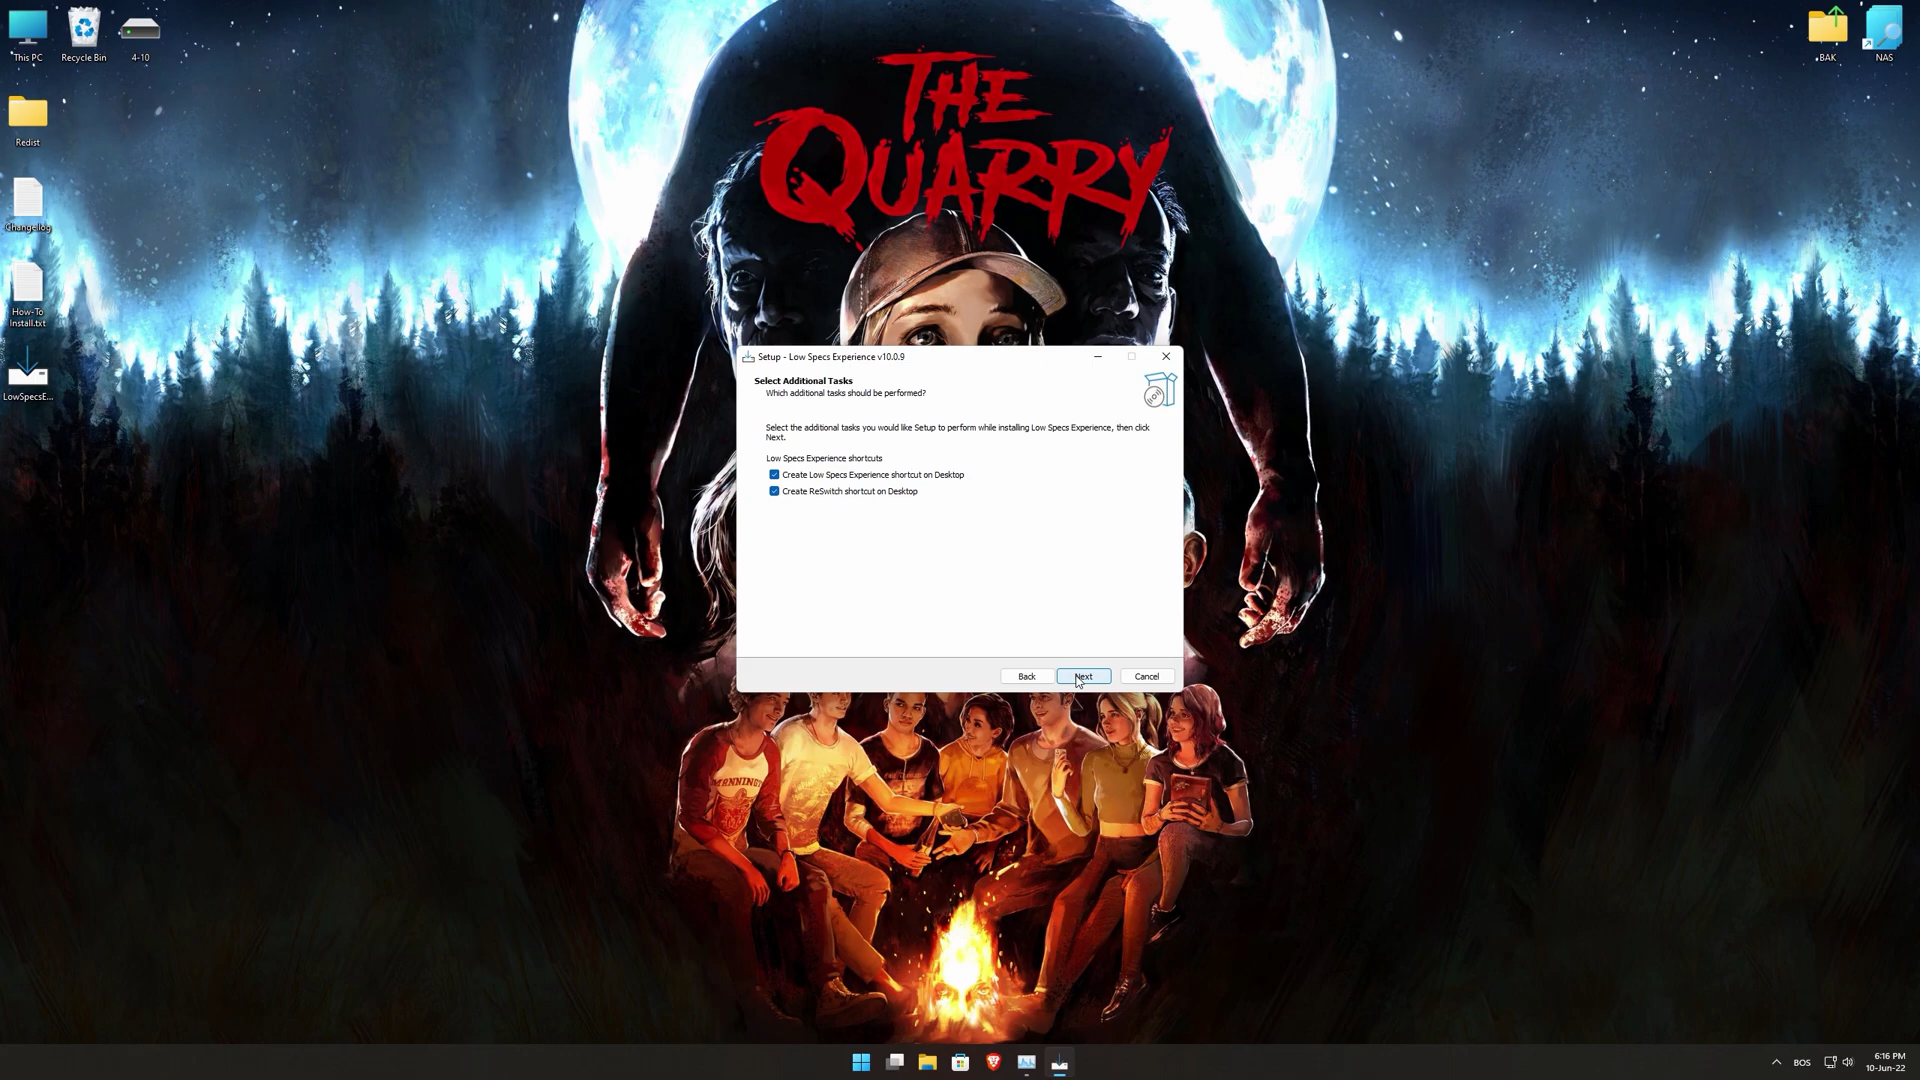 This PC
Recycle Bin
4-10
BAK
NAS
Redist
Changellog
How-To
Install.txt
LowSpecsE...
THE
QUARRY
Setup - Low Specs Experience v10.0.9
Select Additional Tasks
Which additional tasks should be performed?
Select the additional tasks you would like Setup to perform while installing Low Specs Experience, then click
Next.
Low Specs Experience shortcuts
Create Low Specs Experience shortcut on Desktop
Create ReSwitch shortcut on Desktop
Back
Next
Cancel
BOS
6:16 PM
10-Jun-22